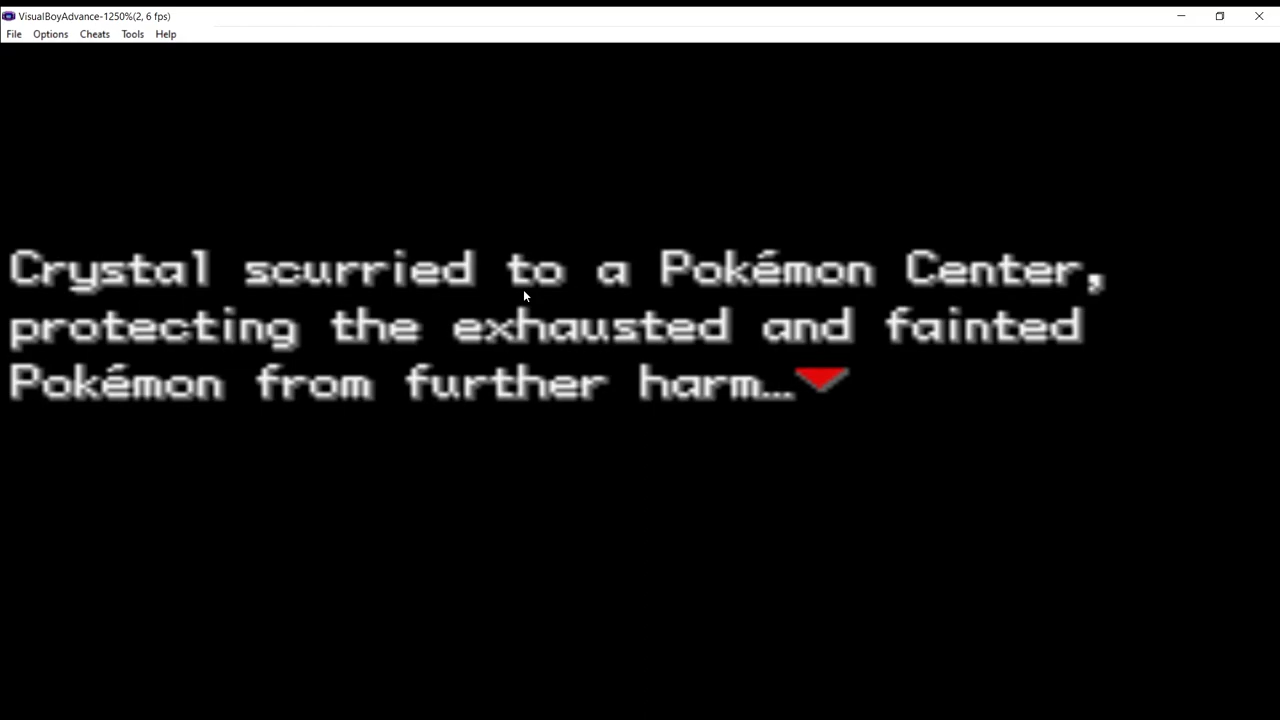 VisualBoyAdvance-1250%(2, 6 fps)
File Options Cheats Tools Help
Crystal scurried to a Pokémon Center,
protecting the exhausted and fainted
Pokémon from further harm…